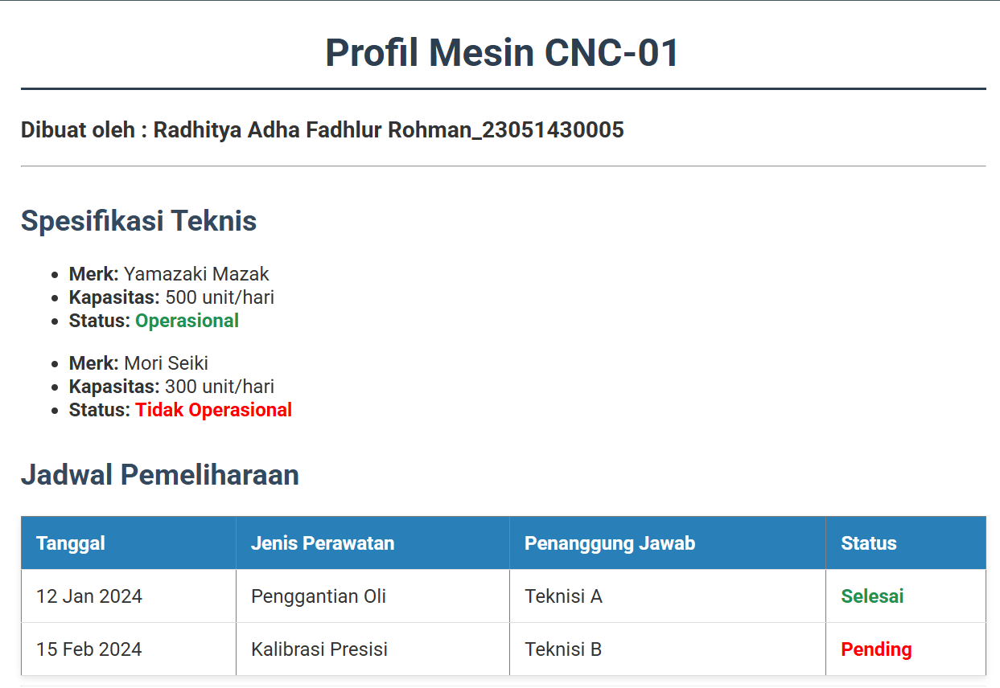 Profil Mesin CNC-01
Dibuat oleh : Radhitya Adha Fadhlur Rohman_23051430005
Spesifikasi Teknis
• Merk: Yamazaki Mazak
• Kapasitas: 500 unit/hari
• Status: Operasional
• Merk: Mori Seiki
• Kapasitas: 300 unit/hari
• Status: Tidak Operasional
Jadwal Pemeliharaan
Tanggal Jenis Perawatan Penanggung Jawab Status
12 Jan 2024 Penggantian Oli Teknisi A Selesai
15 Feb 2024 Kalibrasi Presisi Teknisi B Pending